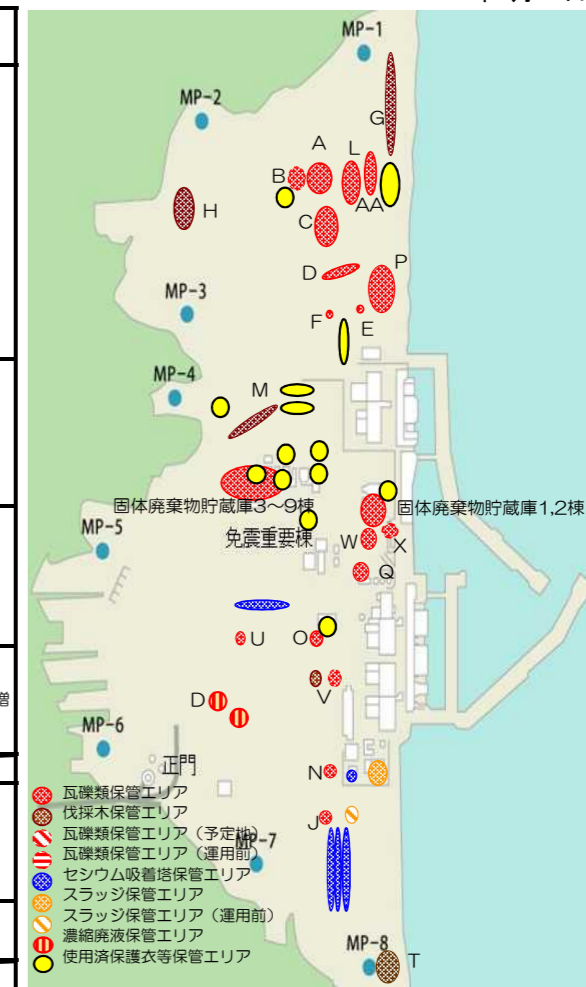 MP-1
MP-2
G
A
L
B
AA
H
C
D
P
MP-3
F
E
MP-4
M
固体廃棄物貯蔵庫3～9棟
固体廃棄物貯蔵庫1,2棟
MP-5
免震重要棟
W
X
Q
U
O
V
D
増
MP-6
正門
N
瓦礫類保管エリア
伐採木保管エリア
J
瓦礫類保管エリア（予定地）
瓦礫類保管エリア（運用前）
MP-7
セシウム吸着塔保管エリア
スラッジ保管エリア
スラッジ保管エリア（運用前）
濃縮廃液保管エリア
使用済保護衣等保管エリア
MP-8
T